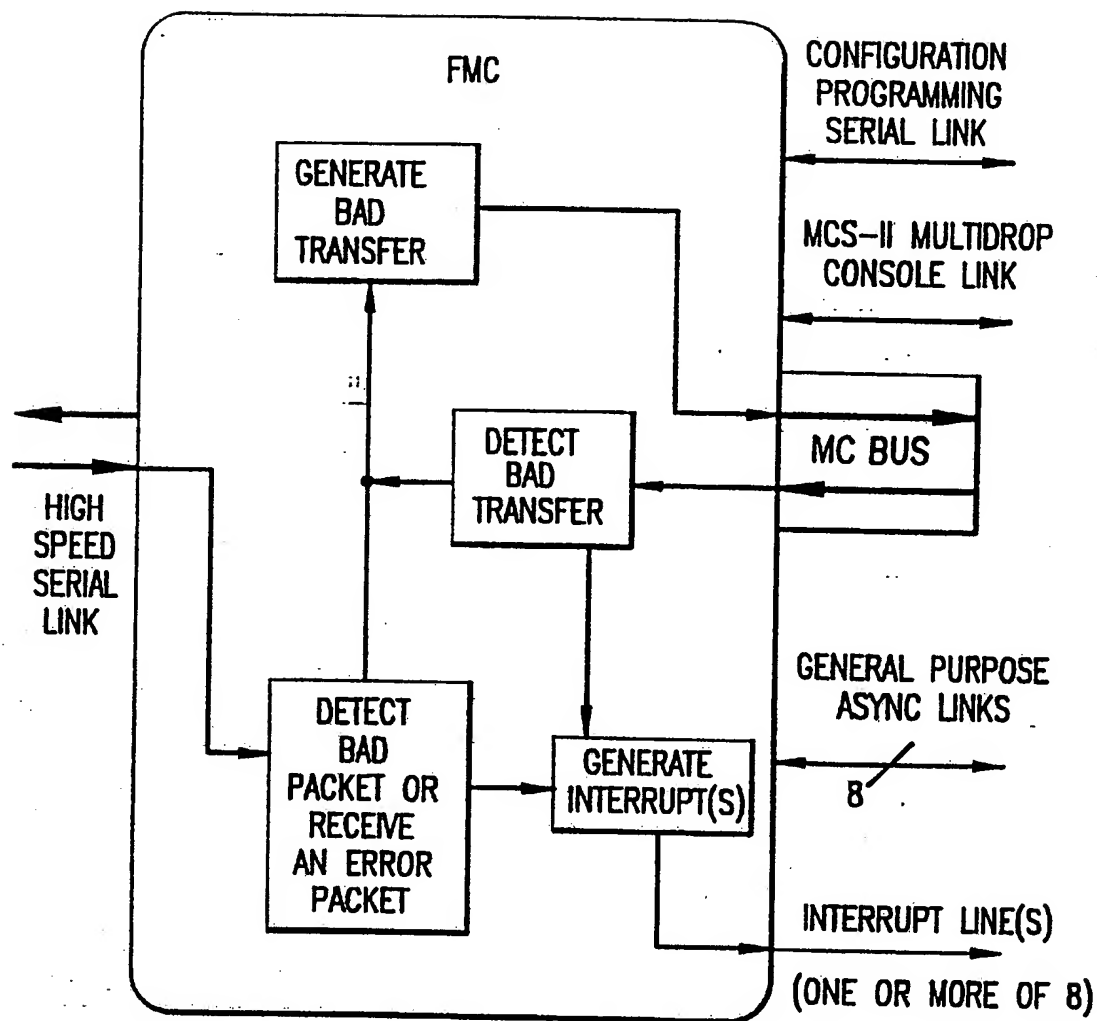 FMC
CONFIGURATION
PROGRAMMING
SERIAL LINK
GENERATE
BAD
TRANSFER
MCS-II MULTIDROP
CONSOLE LINK
DETECT
BAD
TRANSFER
MC BUS
HIGH
SPEED
SERIAL
LINK
DETECT
BAD
PACKET OR
RECEIVE
AN ERROR
PACKET
GENERATE
INTERRUPT(S)
GENERAL PURPOSE
ASYNC LINKS
8
INTERRUPT LINE(S)
(ONE OR MORE OF 8)